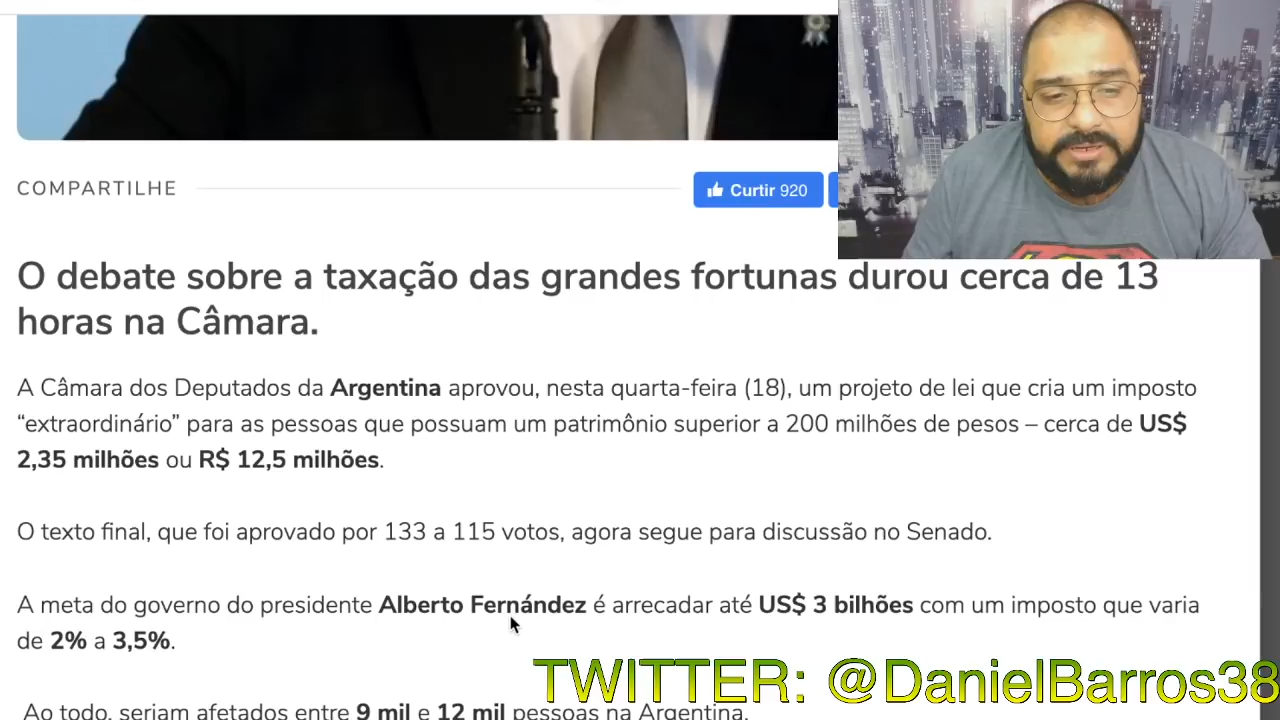 COMPARTILHE
Curtir 920
O debate sobre a taxação das grandes fortunas durou cerca de 13
horas na Câmara.
A Câmara dos Deputados da Argentina aprovou, nesta quarta-feira (18), um projeto de lei que cria um imposto
“extraordinário” para as pessoas que possuam um patrimônio superior a 200 milhões de pesos – cerca de US$
2,35 milhões ou R$ 12,5 milhões.
O texto final, que foi aprovado por 133 a 115 votos, agora segue para discussão no Senado.
A meta do governo do presidente Alberto Fernández é arrecadar até US$ 3 bilhões com um imposto que varia
de 2% a 3,5%.
TWITTER: @DanielBarros38
Ao todo, seriam afetados entre 9 mil e 12 mil pessoas na Argentina.